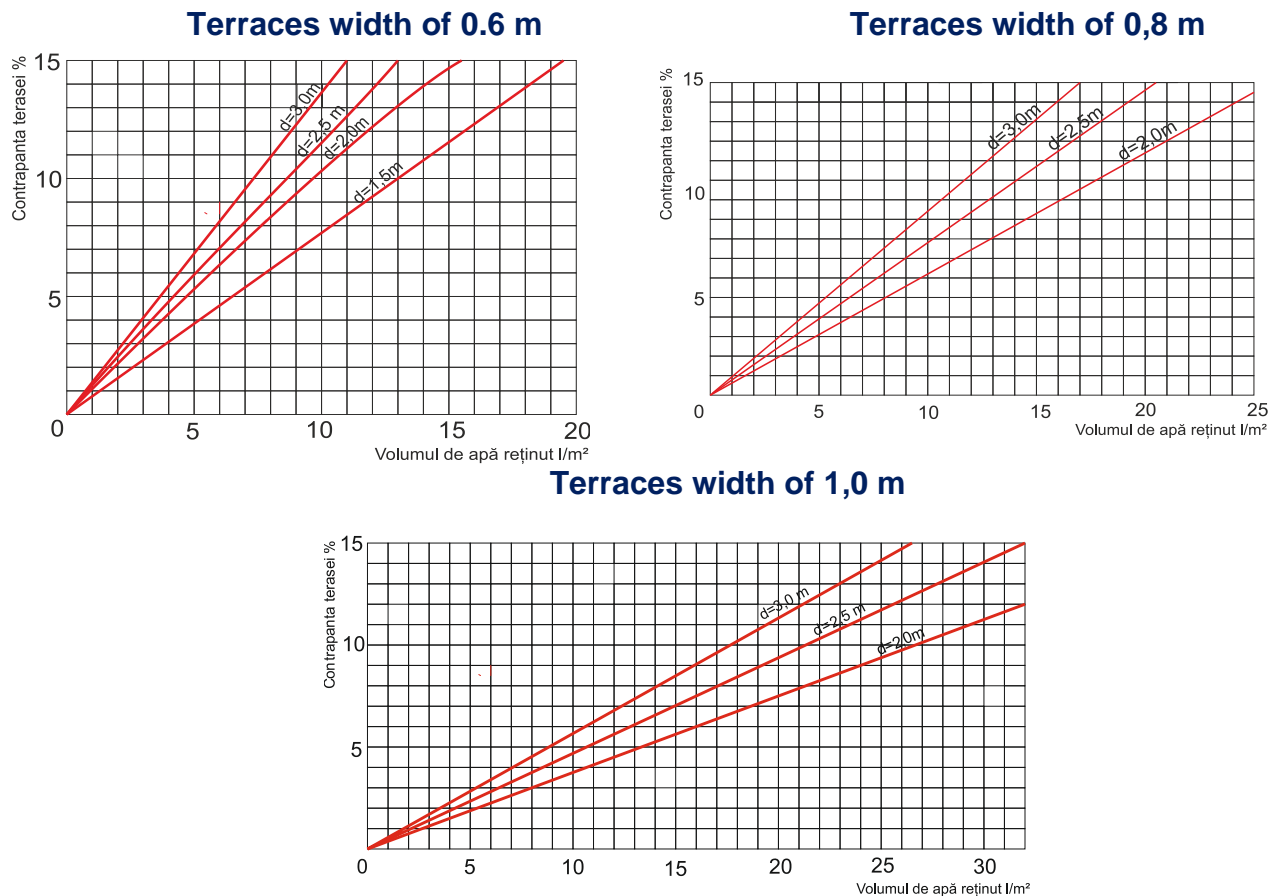 Terraces width of 0.6 m
Contrapanta terasei %
15
10
5
0
5
10
15
20
d=3,0m
d=2,5 m
d=2,0m
d=1,5m
Volumul de apă reținut l/m²
Terraces width of 0,8 m
Contrapanta terasei %
15
10
5
0
5
10
15
20
25
d=3,0m
d=2,5m
d=2,0m
Volumul de apă reținut l/m²
Terraces width of 1,0 m
Contrapanta terasei %
15
10
5
0
5
10
15
20
25
30
d=3,0 m
d=2,5 m
d=2,0m
Volumul de apă reținut l/m²